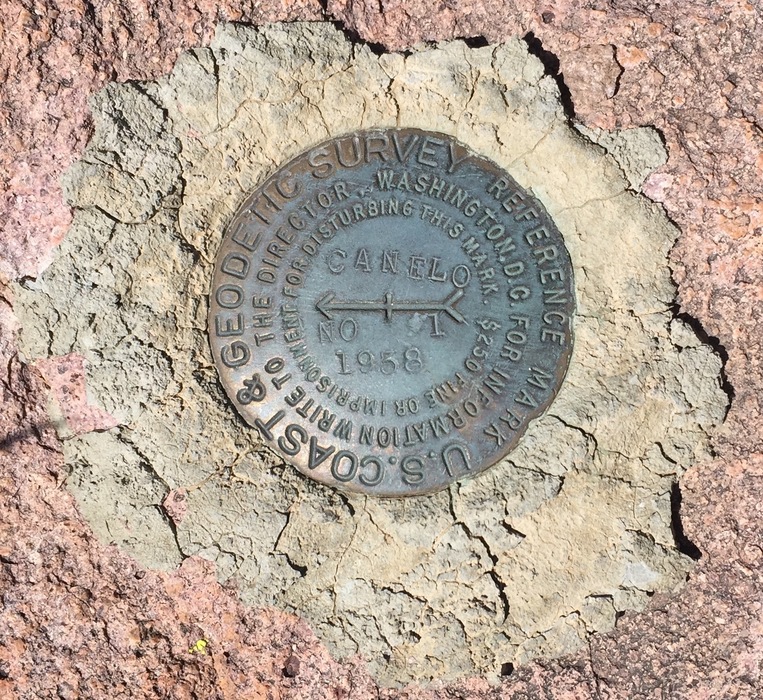 U.S. COAST & GEODETIC SURVEY REFERENCE MARK
FOR INFORMATION WRITE TO THE DIRECTOR, WASHINGTON, D.C.
$250 FINE OR IMPRISONMENT FOR DISTURBING THIS MARK.
CANELO
NO 1
1958